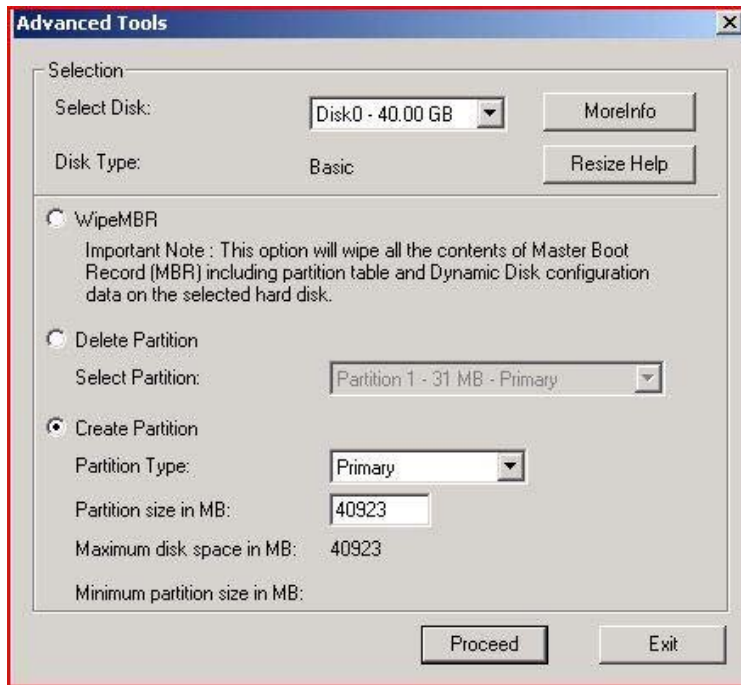 Advanced Tools
Selection
Select Disk: Disk0 - 40.00 GB MoreInfo
Disk Type: Basic Resize Help
WipeMBR
Important Note : This option will wipe all the contents of Master Boot
Record (MBR) including partition table and Dynamic Disk configuration
data on the selected hard disk.
Delete Partition
Select Partition: Partition 1 - 31 MB - Primary
Create Partition
Partition Type: Primary
Partition size in MB: 40923
Maximum disk space in MB: 40923
Minimum partition size in MB:
Proceed Exit